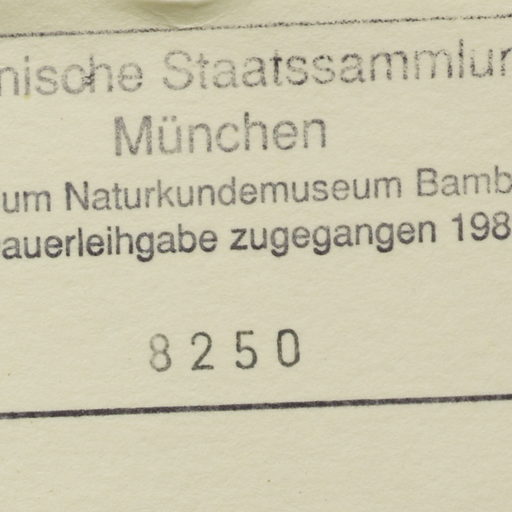 nische Staatssammlun
München
um Naturkundemuseum Bamb
auerleihgabe zugegangen 198
8250